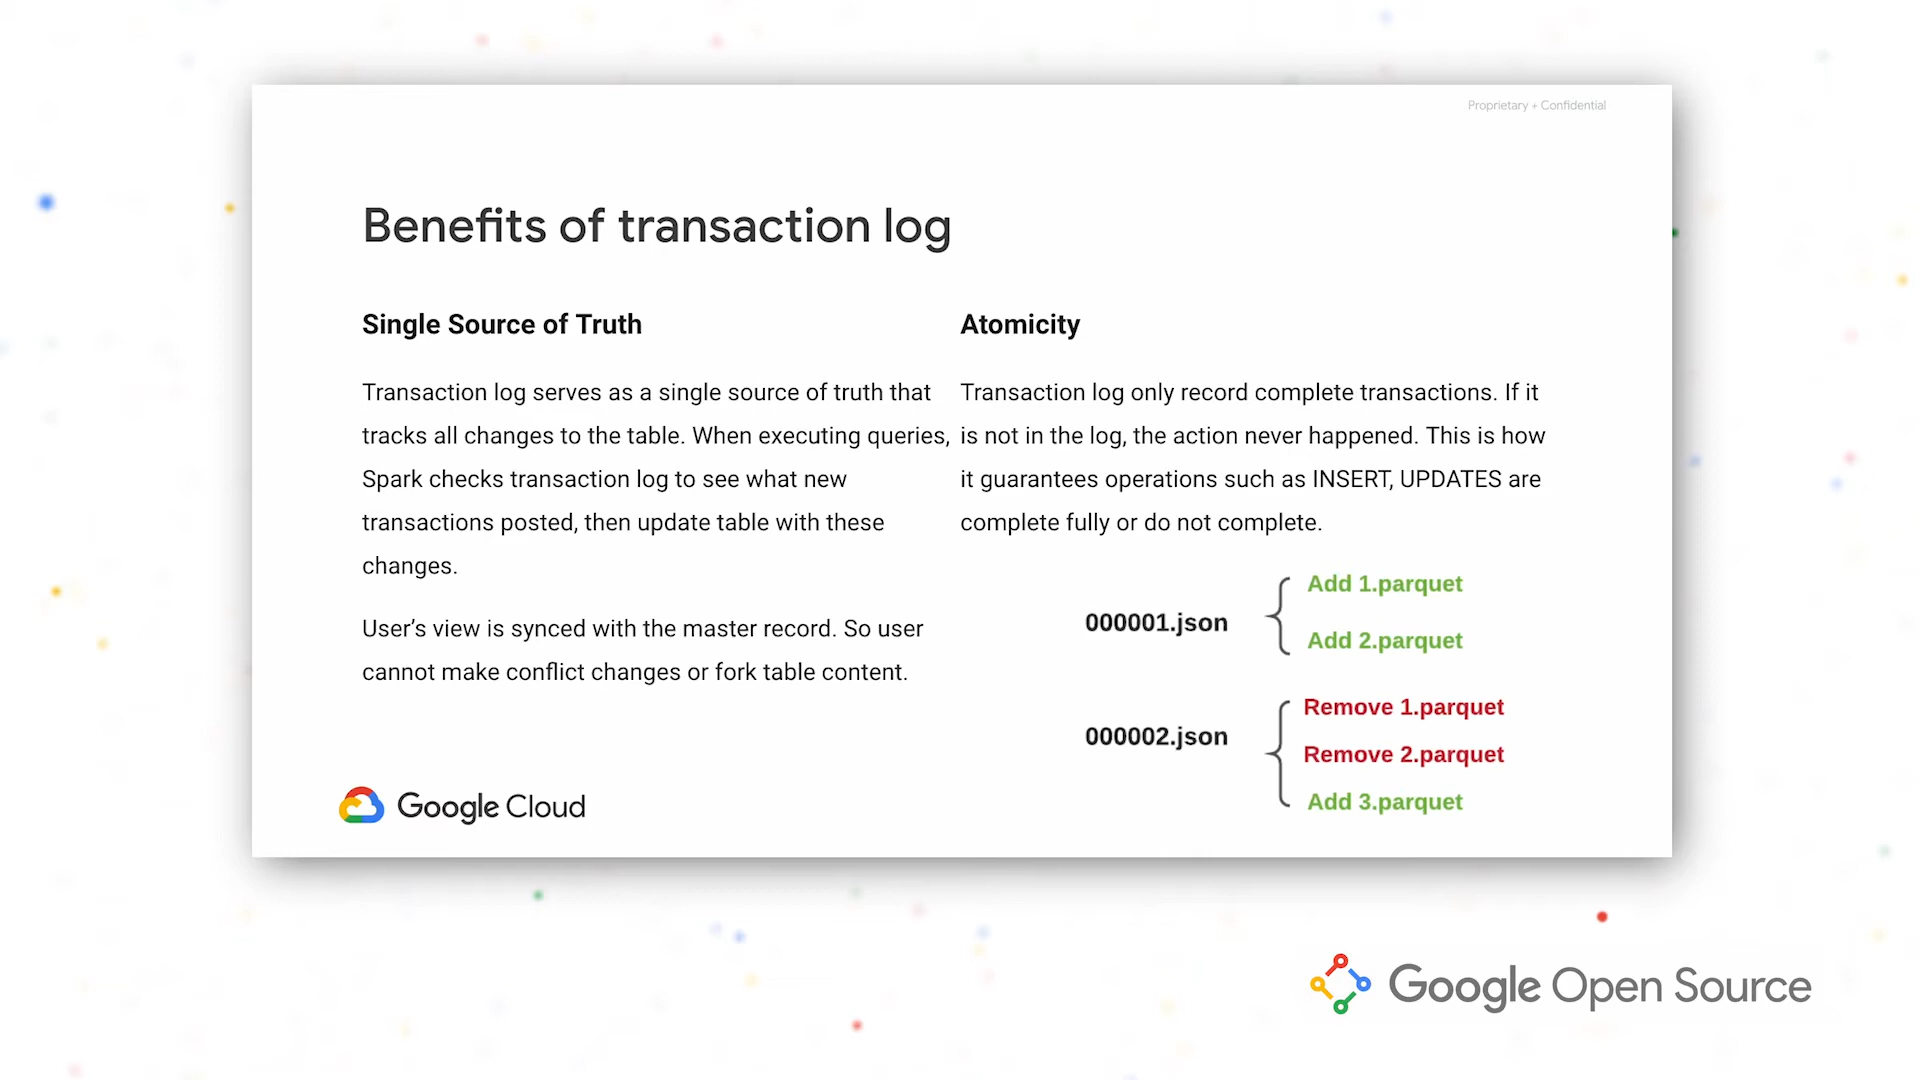 Proprietary + Confidential
Benefits of transaction log
Single Source of Truth
Transaction log serves as a single source of truth that
tracks all changes to the table. When executing queries,
Spark checks transaction log to see what new
transactions posted, then update table with these
changes.
User’s view is synced with the master record. So user
cannot make conflict changes or fork table content.
Atomicity
Transaction log only record complete transactions. If it
is not in the log, the action never happened. This is how
it guarantees operations such as INSERT, UPDATES are
complete fully or do not complete.
000001.json
Add 1.parquet
Add 2.parquet
000002.json
Remove 1.parquet
Remove 2.parquet
Add 3.parquet
Google Cloud
Google Open Source